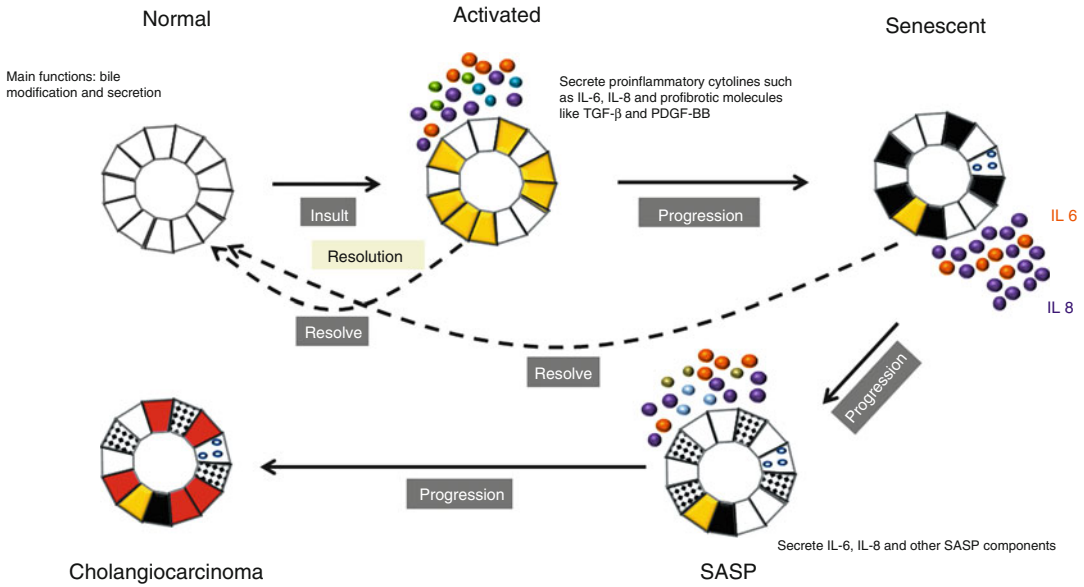 Normal
Activated
Senescent
Main functions: bile
modification and secretion
Secrete proinflammatory cytolines such
as IL-6, IL-8 and profibrotic molecules
like TGF-β and PDGF-BB
Insult
Progression
IL 6
Resolution
IL 8
Resolve
Resolve
Progression
Progression
Secrete IL-6, IL-8 and other SASP components
Cholangiocarcinoma
SASP